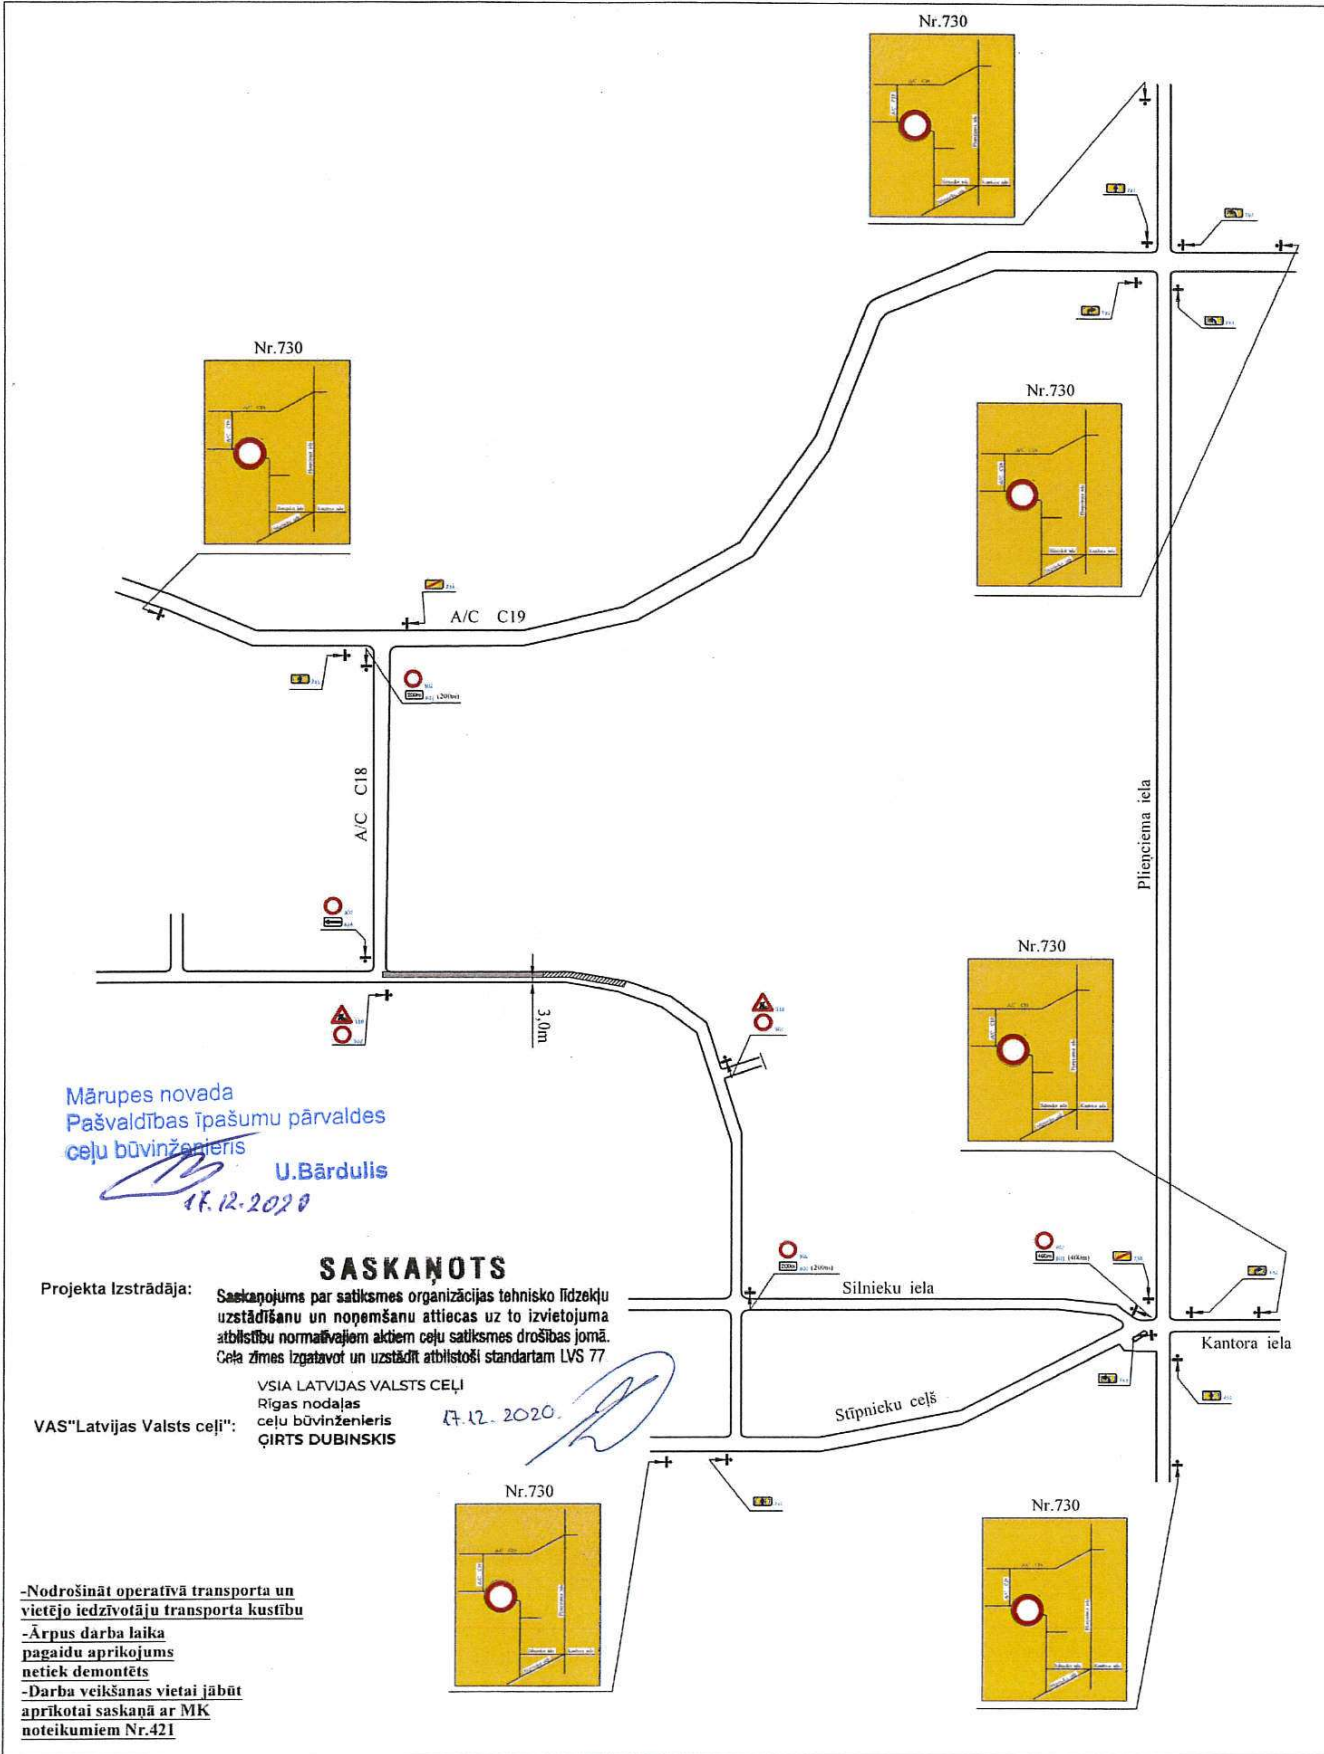 Nr.730
Nr.730
Nr.730
A/C C19
(200m)
A/C C18
Plieņciema iela
Nr.730
3,0m
Mārupes novada
Pašvaldības īpašumu pārvaldes
ceļu būvinženieris
U.Bārdulis
17.12.2020
SASKAŅOTS
Projekta Izstrādāja:
Saskaņojums par satiksmes organizācijas tehnisko līdzekļu
uzstādīšanu un noņemšanu attiecas uz to izvietojuma
atbilstību normatīvajiem aktiem ceļu satiksmes drošības jomā.
Ceļa zīmes izgatavot un uzstādīt atbilstoši standartam LVS 77
VSIA LATVIJAS VALSTS CEĻI
Rīgas nodaļas
ceļu būvinženieris
ĢIRTS DUBINSKIS
17.12.2020.
VAS"Latvijas Valsts ceļi":
(200m)
(400m)
Silnieku iela
Kantora iela
Stīpnieku ceļš
Nr.730
Nr.730
-Nodrošināt operatīvā transporta un
vietējo iedzīvotāju transporta kustību
-Ārpus darba laika
pagaidu aprīkojums
netiek demontēts
-Darba veikšanas vietai jābūt
aprīkotai saskaņā ar MK
noteikumiem Nr.421